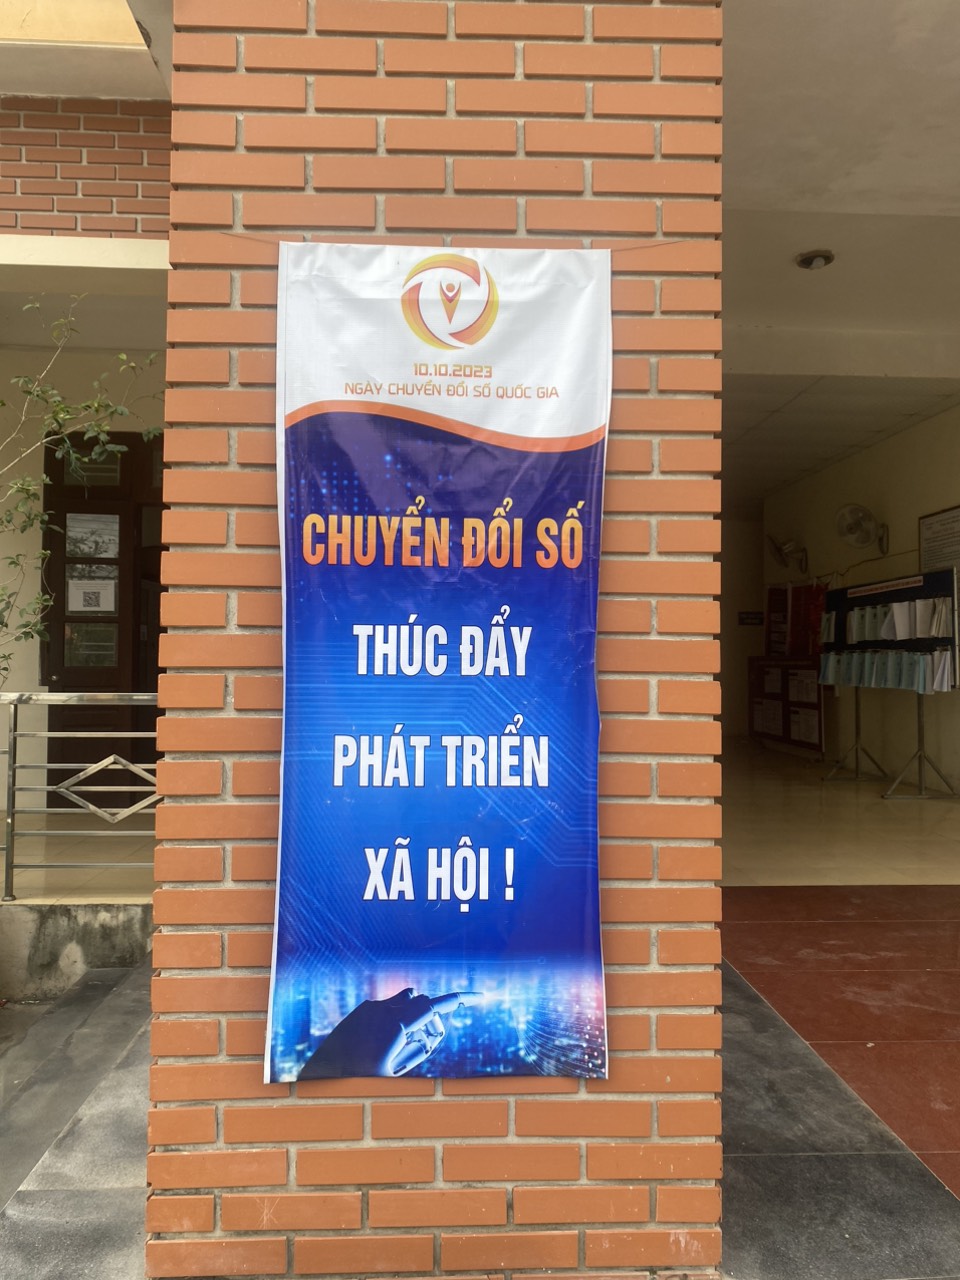 10.10.2023
NGÀY CHUYỂN ĐỔI SỐ QUỐC GIA
CHUYỂN ĐỔI SỐ
THÚC ĐẨY
PHÁT TRIỂN
XÃ HỘI !